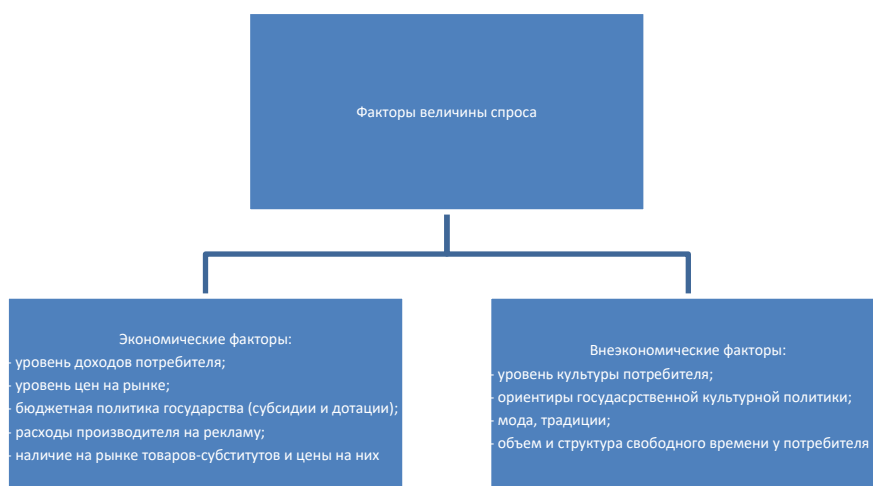 Факторы величины спроса
Экономические факторы:
- уровень доходов потребителя;
- уровень цен на рынке;
- бюджетная политика государства (субсидии и дотации);
- расходы производителя на рекламу;
- наличие на рынке товаров-субститутов и цены на них
Внеэкономические факторы:
- уровень культуры потребителя;
- ориентиры госудасрственной культурной политики;
- мода, традиции;
- объем и структура свободного времени у потребителя